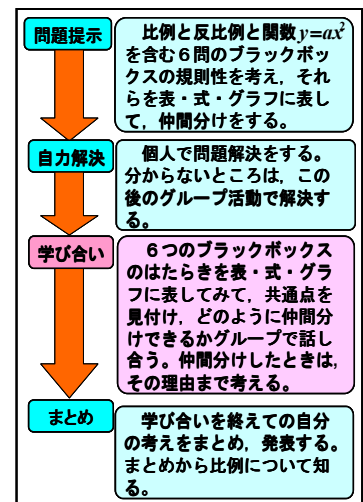 問題提示
比例と反比例と関数y=ax²
を含む6問のブラックボッ
クスの規則性を考え，それ
らを表・式・グラフに表し
て，仲間分けをする。
自力解決
個人で問題解決をする。
分からないところは，この
後のグループ活動で解決す
る。
学び合い
６つのブラックボックス
のはたらきを表・式・グラ
フに表してみて，共通点を
見付け，どのように仲間分
けできるかグループで話し
合う。仲間分けしたときは，
その理由まで考える。
まとめ
学び合いを終えての自分
の考えをまとめ，発表する。
まとめから比例について知
る。